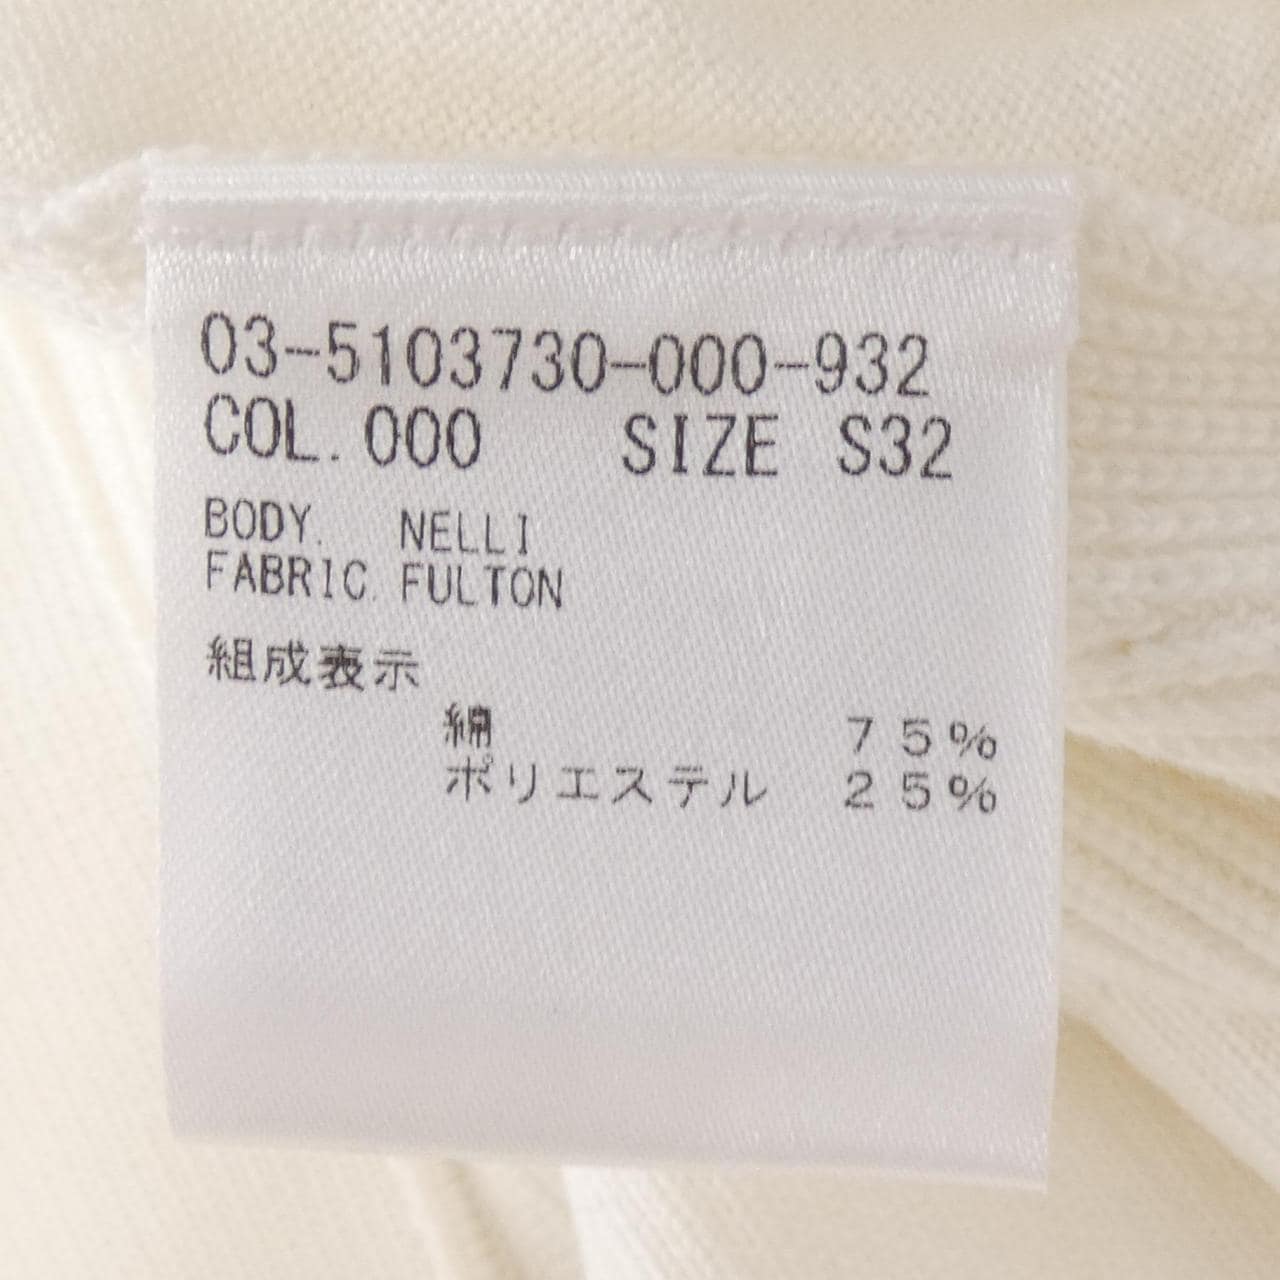 03-5103730-000-932
COL. 000 SIZE S32
BODY. NELLI
FABRIC. FULTON
組成表示
綿 75%
ポリエステル 25%